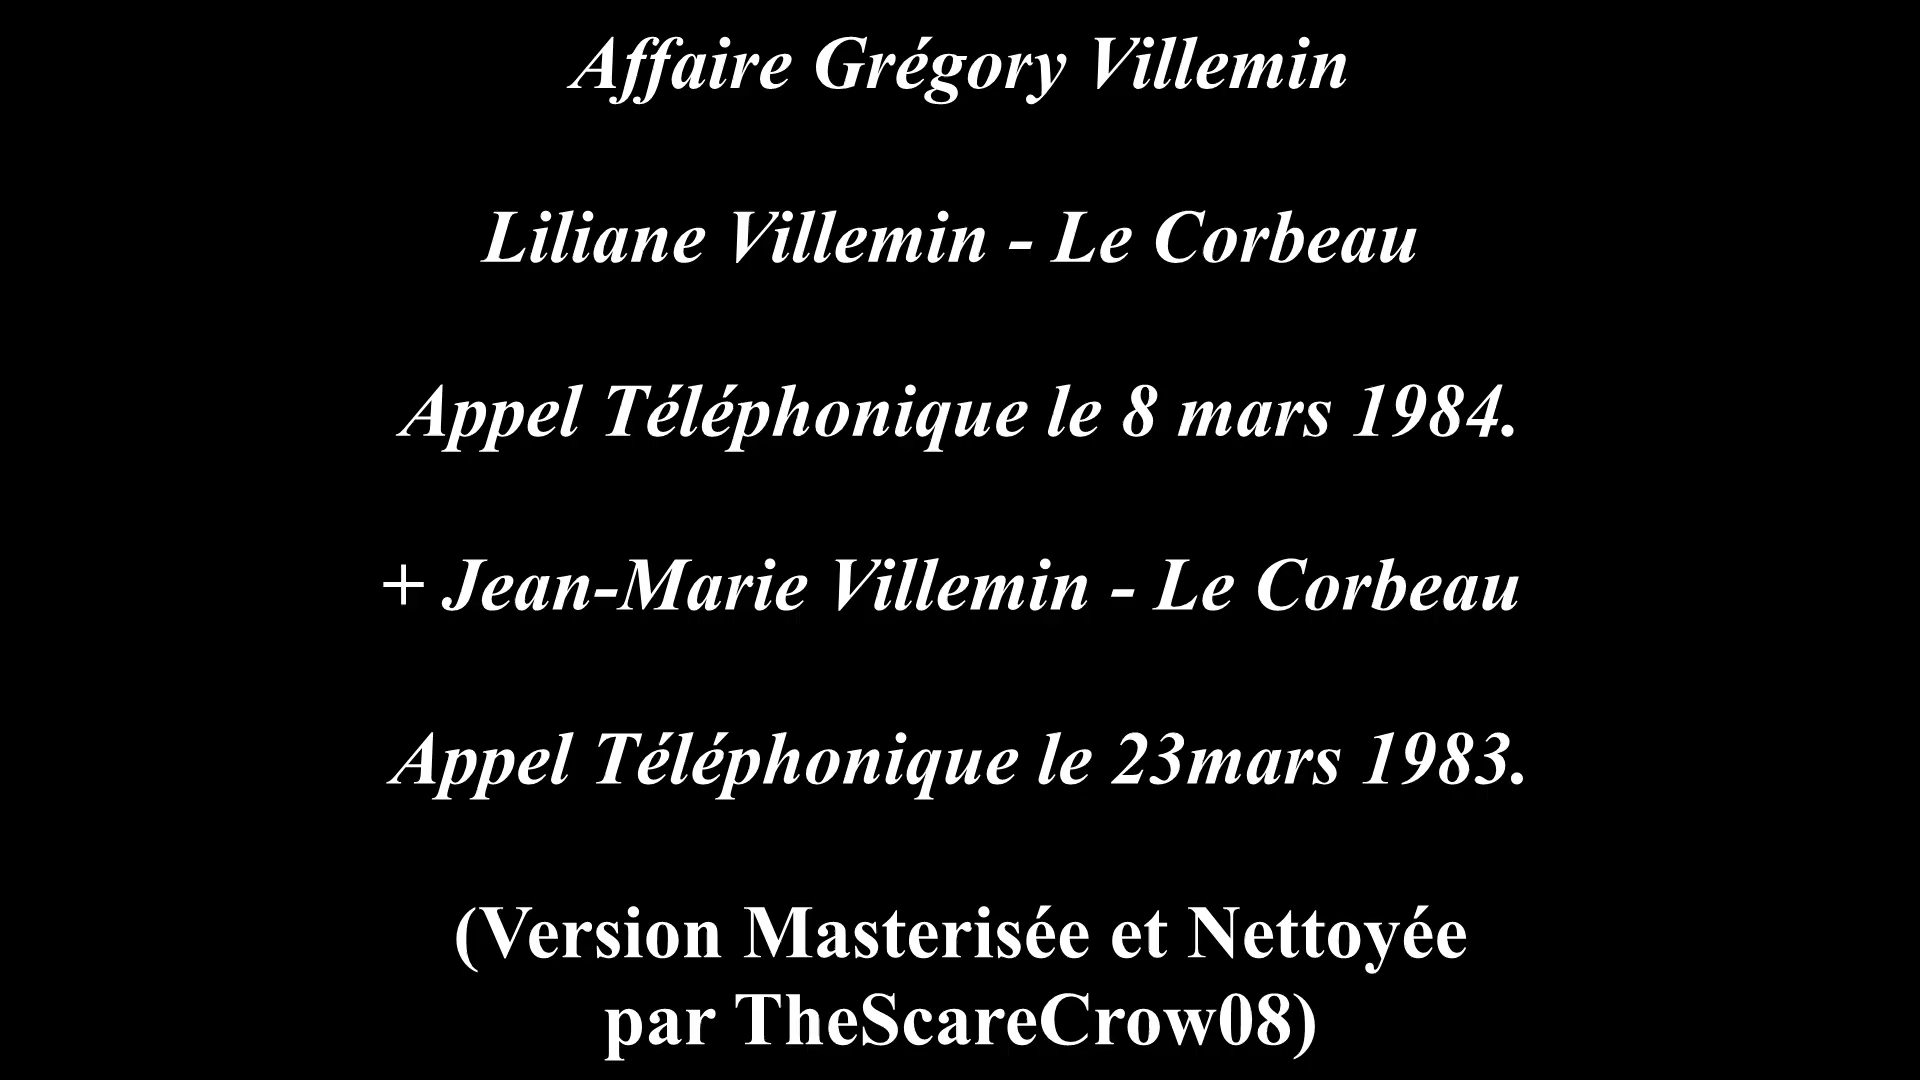 Affaire Grégory Villemin
Liliane Villemin - Le Corbeau
Appel Téléphonique le 8 mars 1984.
+ Jean-Marie Villemin - Le Corbeau
Appel Téléphonique le 23mars 1983.
(Version Masterisée et Nettoyée
par TheScareCrow08)